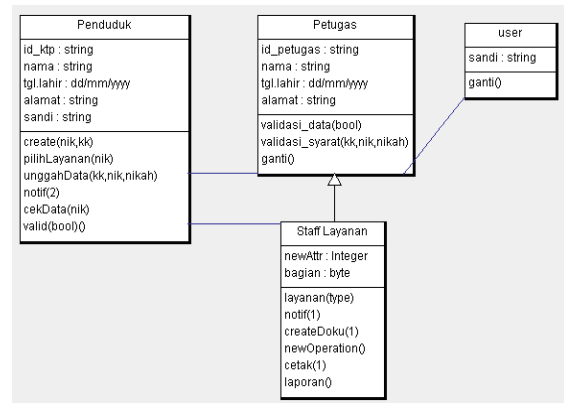 Penduduk
id_ktp : string
nama : string
tgl.lahir : dd/mm/yyyy
alamat : string
sandi : string
create(nik,kk)
pilihLayanan(nik)
unggahData(kk,nik,nikah)
notif(2)
cekData(nik)
valid(bool)()
Petugas
id_petugas : string
nama : string
tgl.lahir : dd/mm/yyyy
alamat : string
validasi_data(bool)
validasi_syarat(kk,nik,nikah)
ganti()
user
sandi : string
ganti()
Staff Layanan
newAttr : Integer
bagian : byte
layanan(type)
notif(1)
createDoku(1)
newOperation()
cetak(1)
laporan()